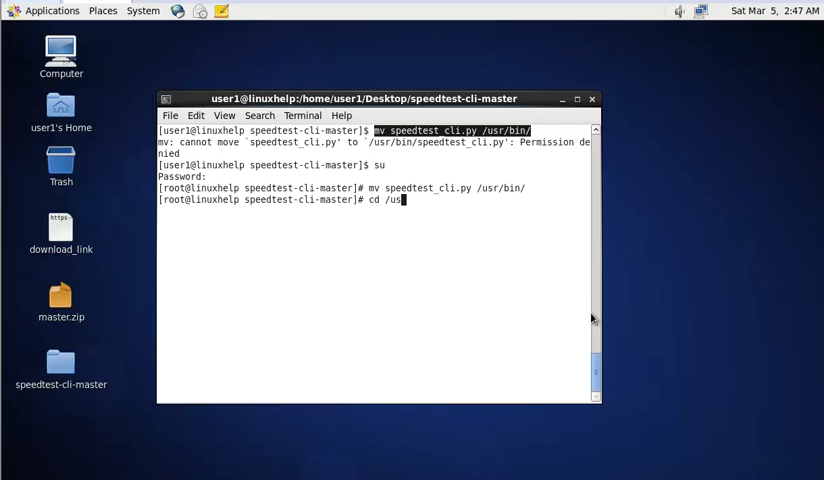 Applications Places System Sat Mar 5, 2:47 AM
Computer
user1's Home
Trash
https-
download_link
master.zip
speedtest-cli-master
user1@linuxhelp:/home/user1/Desktop/speedtest-cli-master
File Edit View Search Terminal Help
[user1@linuxhelp speedtest-cli-master]$ mv speedtest_cli.py /usr/bin/
mv: cannot move `speedtest_cli.py' to `/usr/bin/speedtest_cli.py': Permission de
nied
[user1@linuxhelp speedtest-cli-master]$ su
Password:
[root@linuxhelp speedtest-cli-master]# mv speedtest_cli.py /usr/bin/
[root@linuxhelp speedtest-cli-master]# cd /us